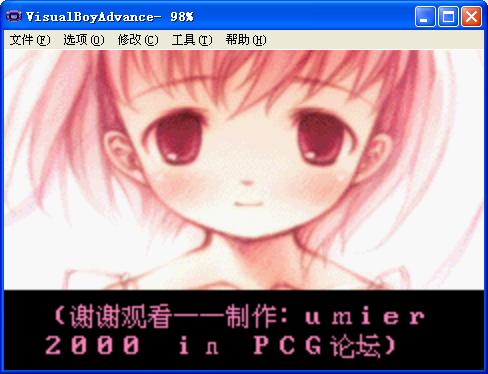 VisualBoyAdvance- 98%
文件(F) 选项(O) 修改(C) 工具(T) 帮助(H)
(谢谢观看——制作：umier
2000 in PCG论坛)